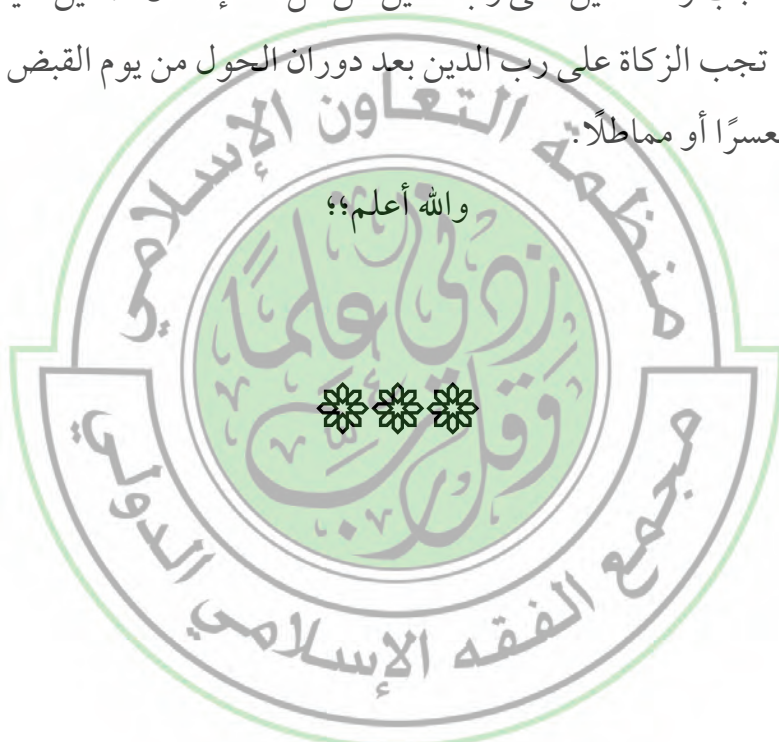 تجب الزكاة على رب الدين بعد دوران الحول من يوم القبض
عسرًا أو مماطلًا.
والله أعلم؛؛
منظمة التعاون الإسلامي
وقل رب زدني علمًا
مجمع الفقه الإسلامي الدولي